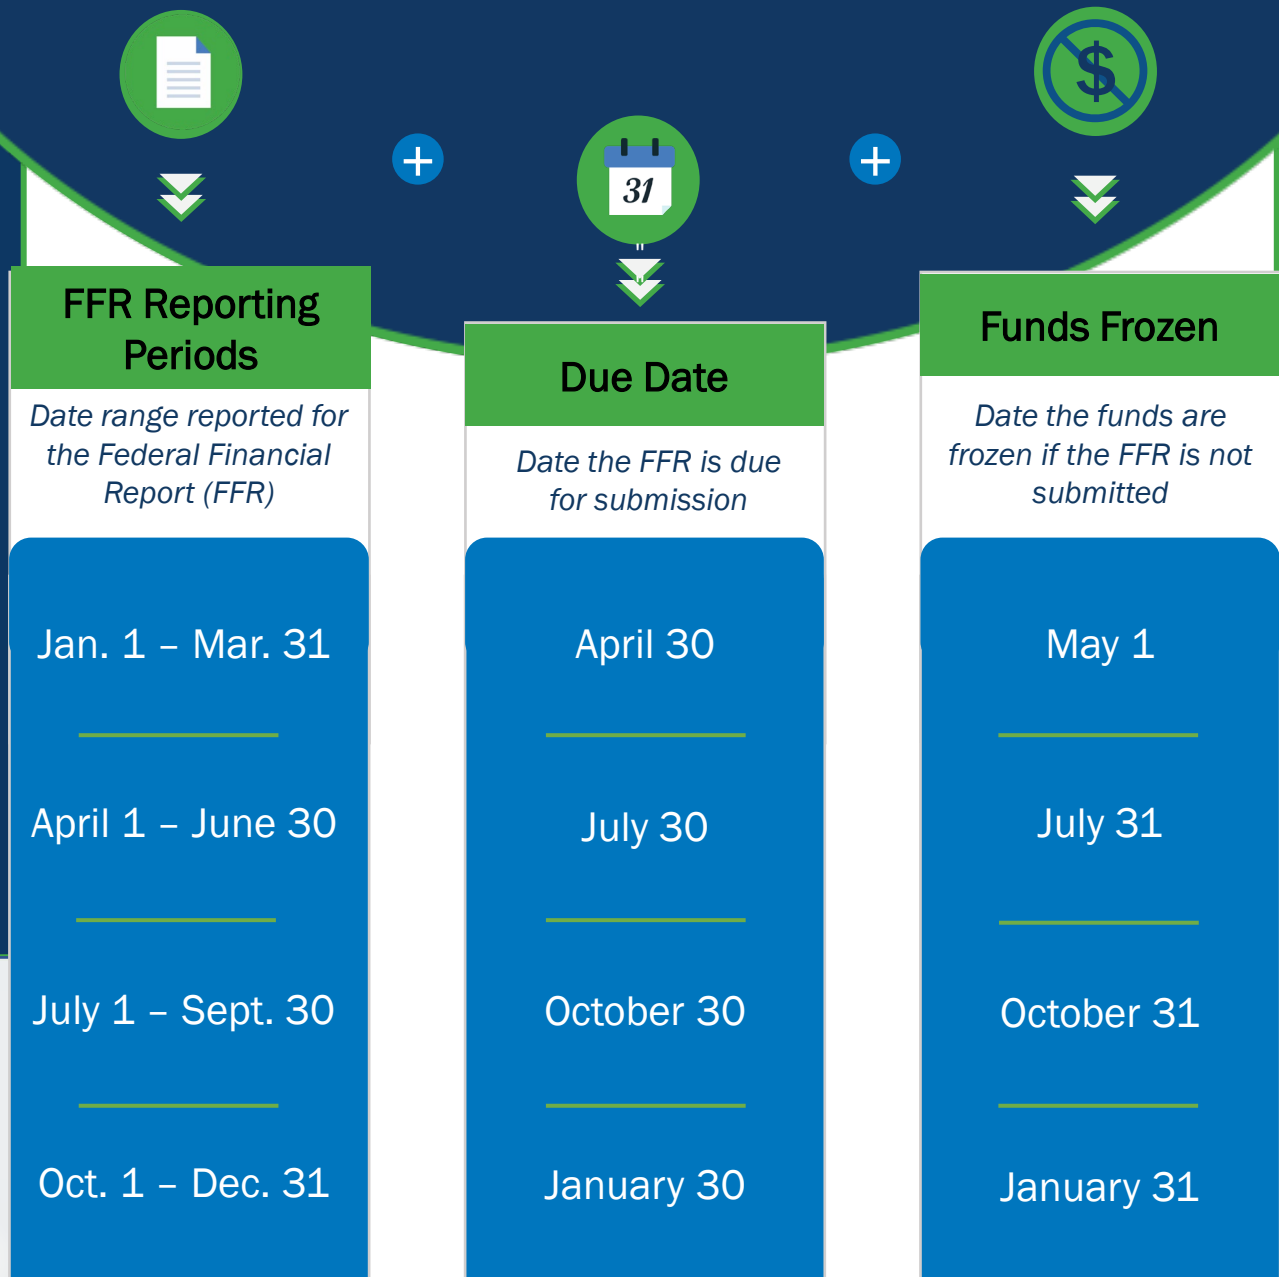 31
FFR Reporting
Periods
Date range reported for
the Federal Financial
Report (FFR)
Jan. 1 – Mar. 31
April 1 – June 30
July 1 – Sept. 30
Oct. 1 – Dec. 31
Due Date
Date the FFR is due
for submission
April 30
July 30
October 30
January 30
$
Funds Frozen
Date the funds are
frozen if the FFR is not
submitted
May 1
July 31
October 31
January 31